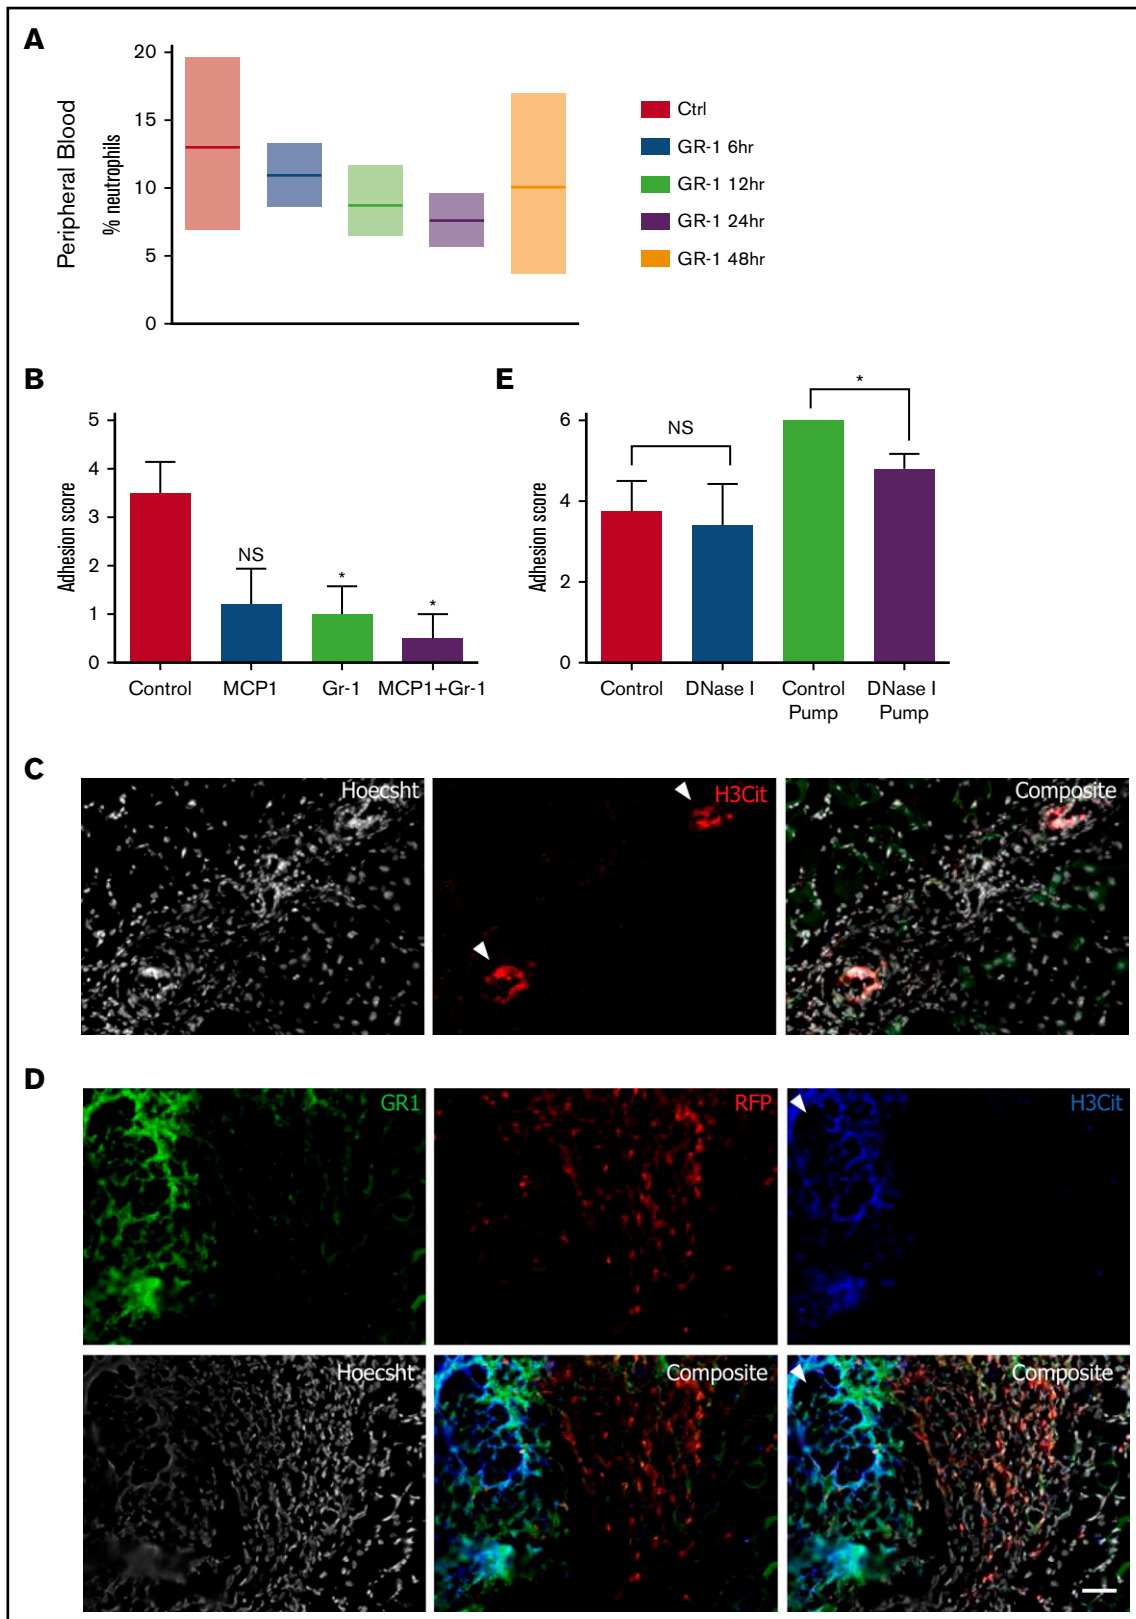 A
Peripheral Blood
% neutrophils
20
15
10
5
0
Ctrl
GR-1 6hr
GR-1 12hr
GR-1 24hr
GR-1 48hr
B
Adhesion score
5
4
3
2
1
0
NS
*
*
Control
MCP1
Gr-1
MCP1+Gr-1
E
Adhesion score
6
4
2
0
NS
*
Control
DNase I
Control
Pump
DNase I
Pump
C
Hoecsht
H3Cit
Composite
D
GR1
RFP
H3Cit
Hoecsht
Composite
Composite